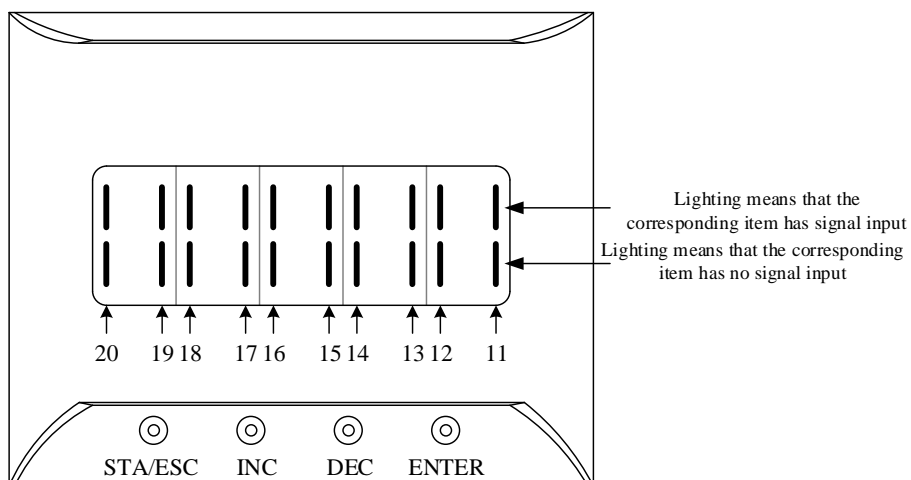 Lighting means that the
corresponding item has signal input
Lighting means that the corresponding
item has no signal input
20 19 18 17 16 15 14 13 12 11
STA/ESC INC DEC ENTER